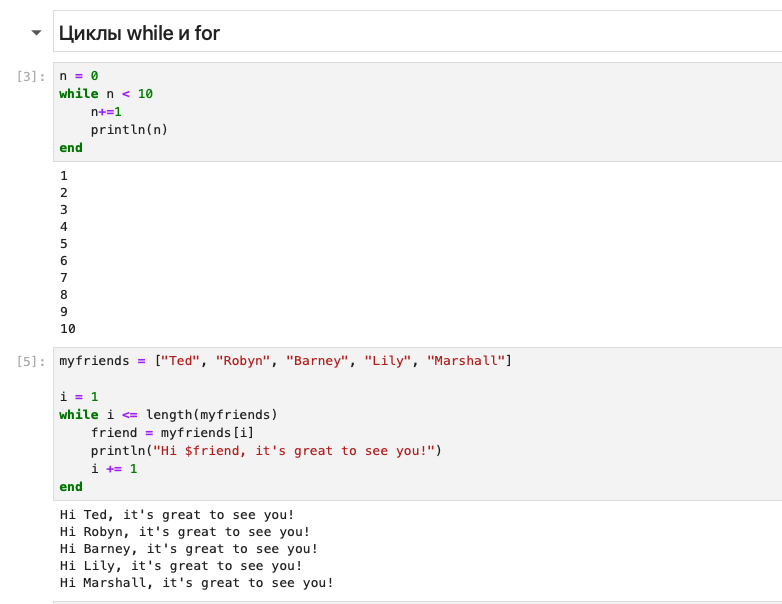 Циклы while и for
[3]:
n = 0
while n < 10
    n+=1
    println(n)
end
1
2
3
4
5
6
7
8
9
10
[5]:
myfriends = ["Ted", "Robyn", "Barney", "Lily", "Marshall"]
i = 1
while i <= length(myfriends)
    friend = myfriends[i]
    println("Hi $friend, it's great to see you!")
    i += 1
end
Hi Ted, it's great to see you!
Hi Robyn, it's great to see you!
Hi Barney, it's great to see you!
Hi Lily, it's great to see you!
Hi Marshall, it's great to see you!